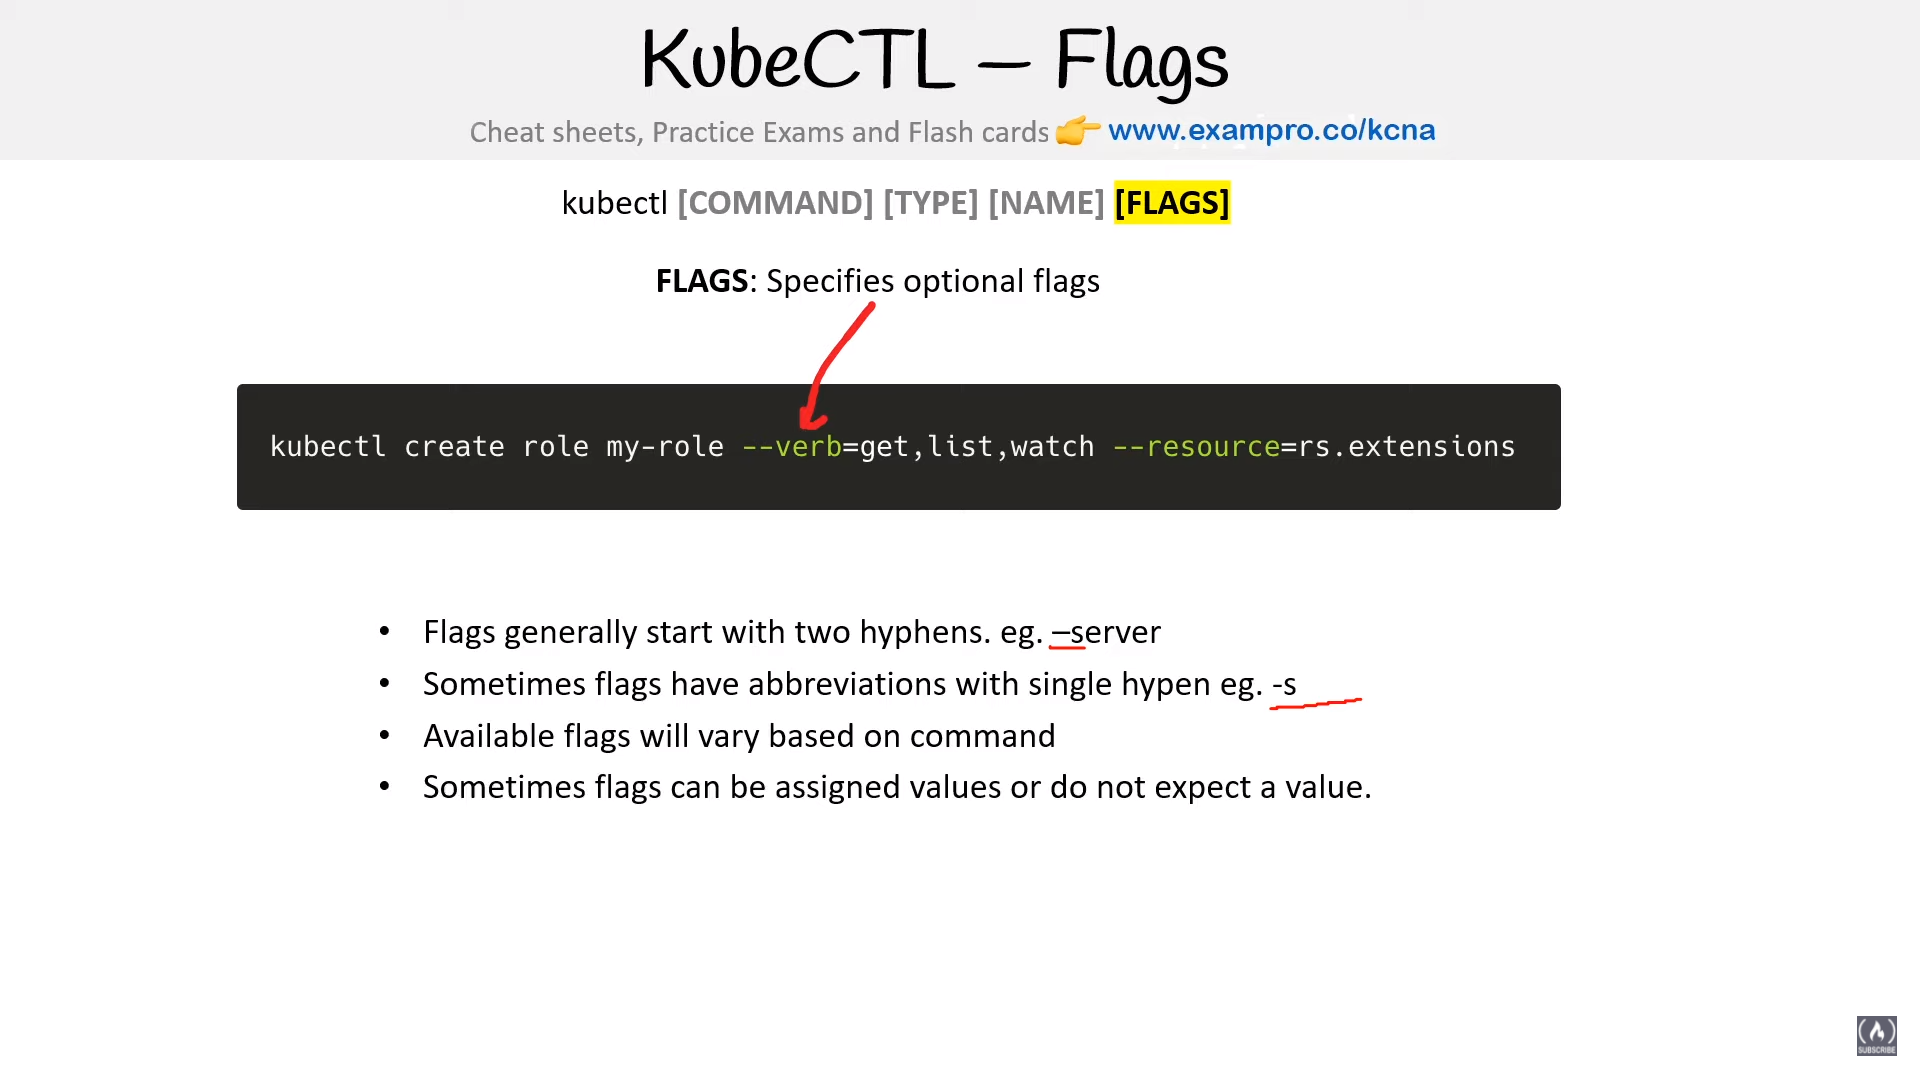 KubeCTL – Flags
Cheat sheets, Practice Exams and Flash cards 👉 www.exampro.co/kcna
kubectl [COMMAND] [TYPE] [NAME] [FLAGS]
FLAGS: Specifies optional flags
kubectl create role my-role --verb=get,list,watch --resource=rs.extensions
• Flags generally start with two hyphens. eg. –server
• Sometimes flags have abbreviations with single hypen eg. -s
• Available flags will vary based on command
• Sometimes flags can be assigned values or do not expect a value.
SUBSCRIBE